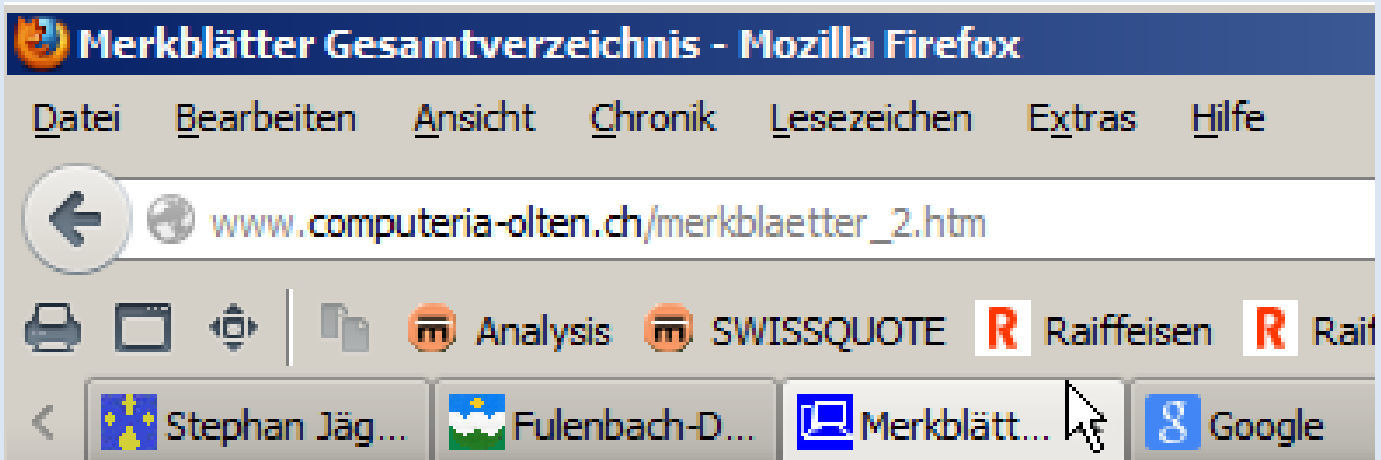 Merkblätter Gesamtverzeichnis - Mozilla Firefox
Datei Bearbeiten Ansicht Chronik Lesezeichen Extras Hilfe
www.computeria-olten.ch/merkblaetter_2.htm
m Analysis m SWISSQUOTE R Raiffeisen R Raif
Stephan Jäg... Fulenbach-D... Merkblätt... g Google